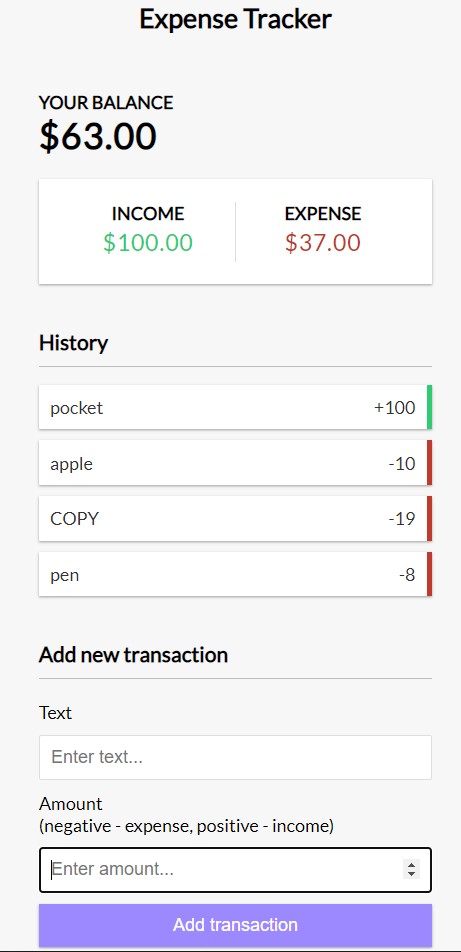 Expense Tracker
YOUR BALANCE
$63.00
INCOME EXPENSE
$100.00 $37.00
History
pocket +100
apple -10
COPY -19
pen -8
Add new transaction
Text
Enter text...
Amount
(negative - expense, positive - income)
Enter amount...
Add transaction